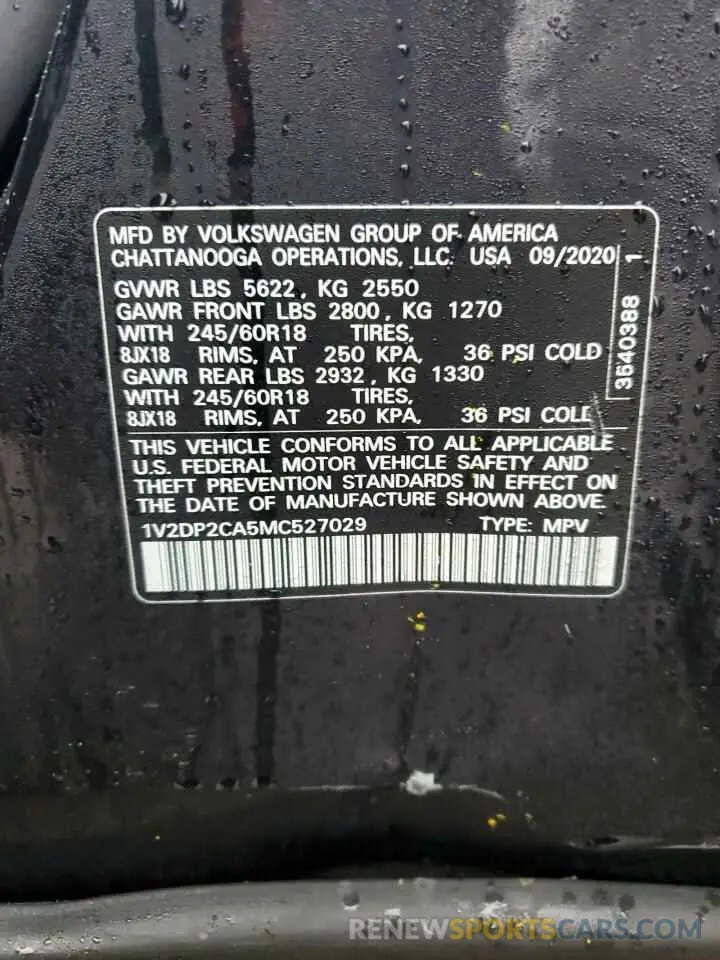 MFD BY VOLKSWAGEN GROUP OF AMERICA
CHATTANOOGA OPERATIONS, LLC. USA 09/2020
GVWR LBS 5622, KG 2550
GAWR FRONT LBS 2800, KG 1270
WITH 245/60R18 TIRES,
8JX18 RIMS, AT 250 KPA, 36 PSI COLD
GAWR REAR LBS 2932, KG 1330
WITH 245/60R18 TIRES,
8JX18 RIMS, AT 250 KPA, 36 PSI COLD
3540388 1
THIS VEHICLE CONFORMS TO ALL APPLICABLE
U.S. FEDERAL MOTOR VEHICLE SAFETY AND
THEFT PREVENTION STANDARDS IN EFFECT ON
THE DATE OF MANUFACTURE SHOWN ABOVE.
1V2DP2CA5MC527029 TYPE: MPV
RENEWSPORTSCARS.COM